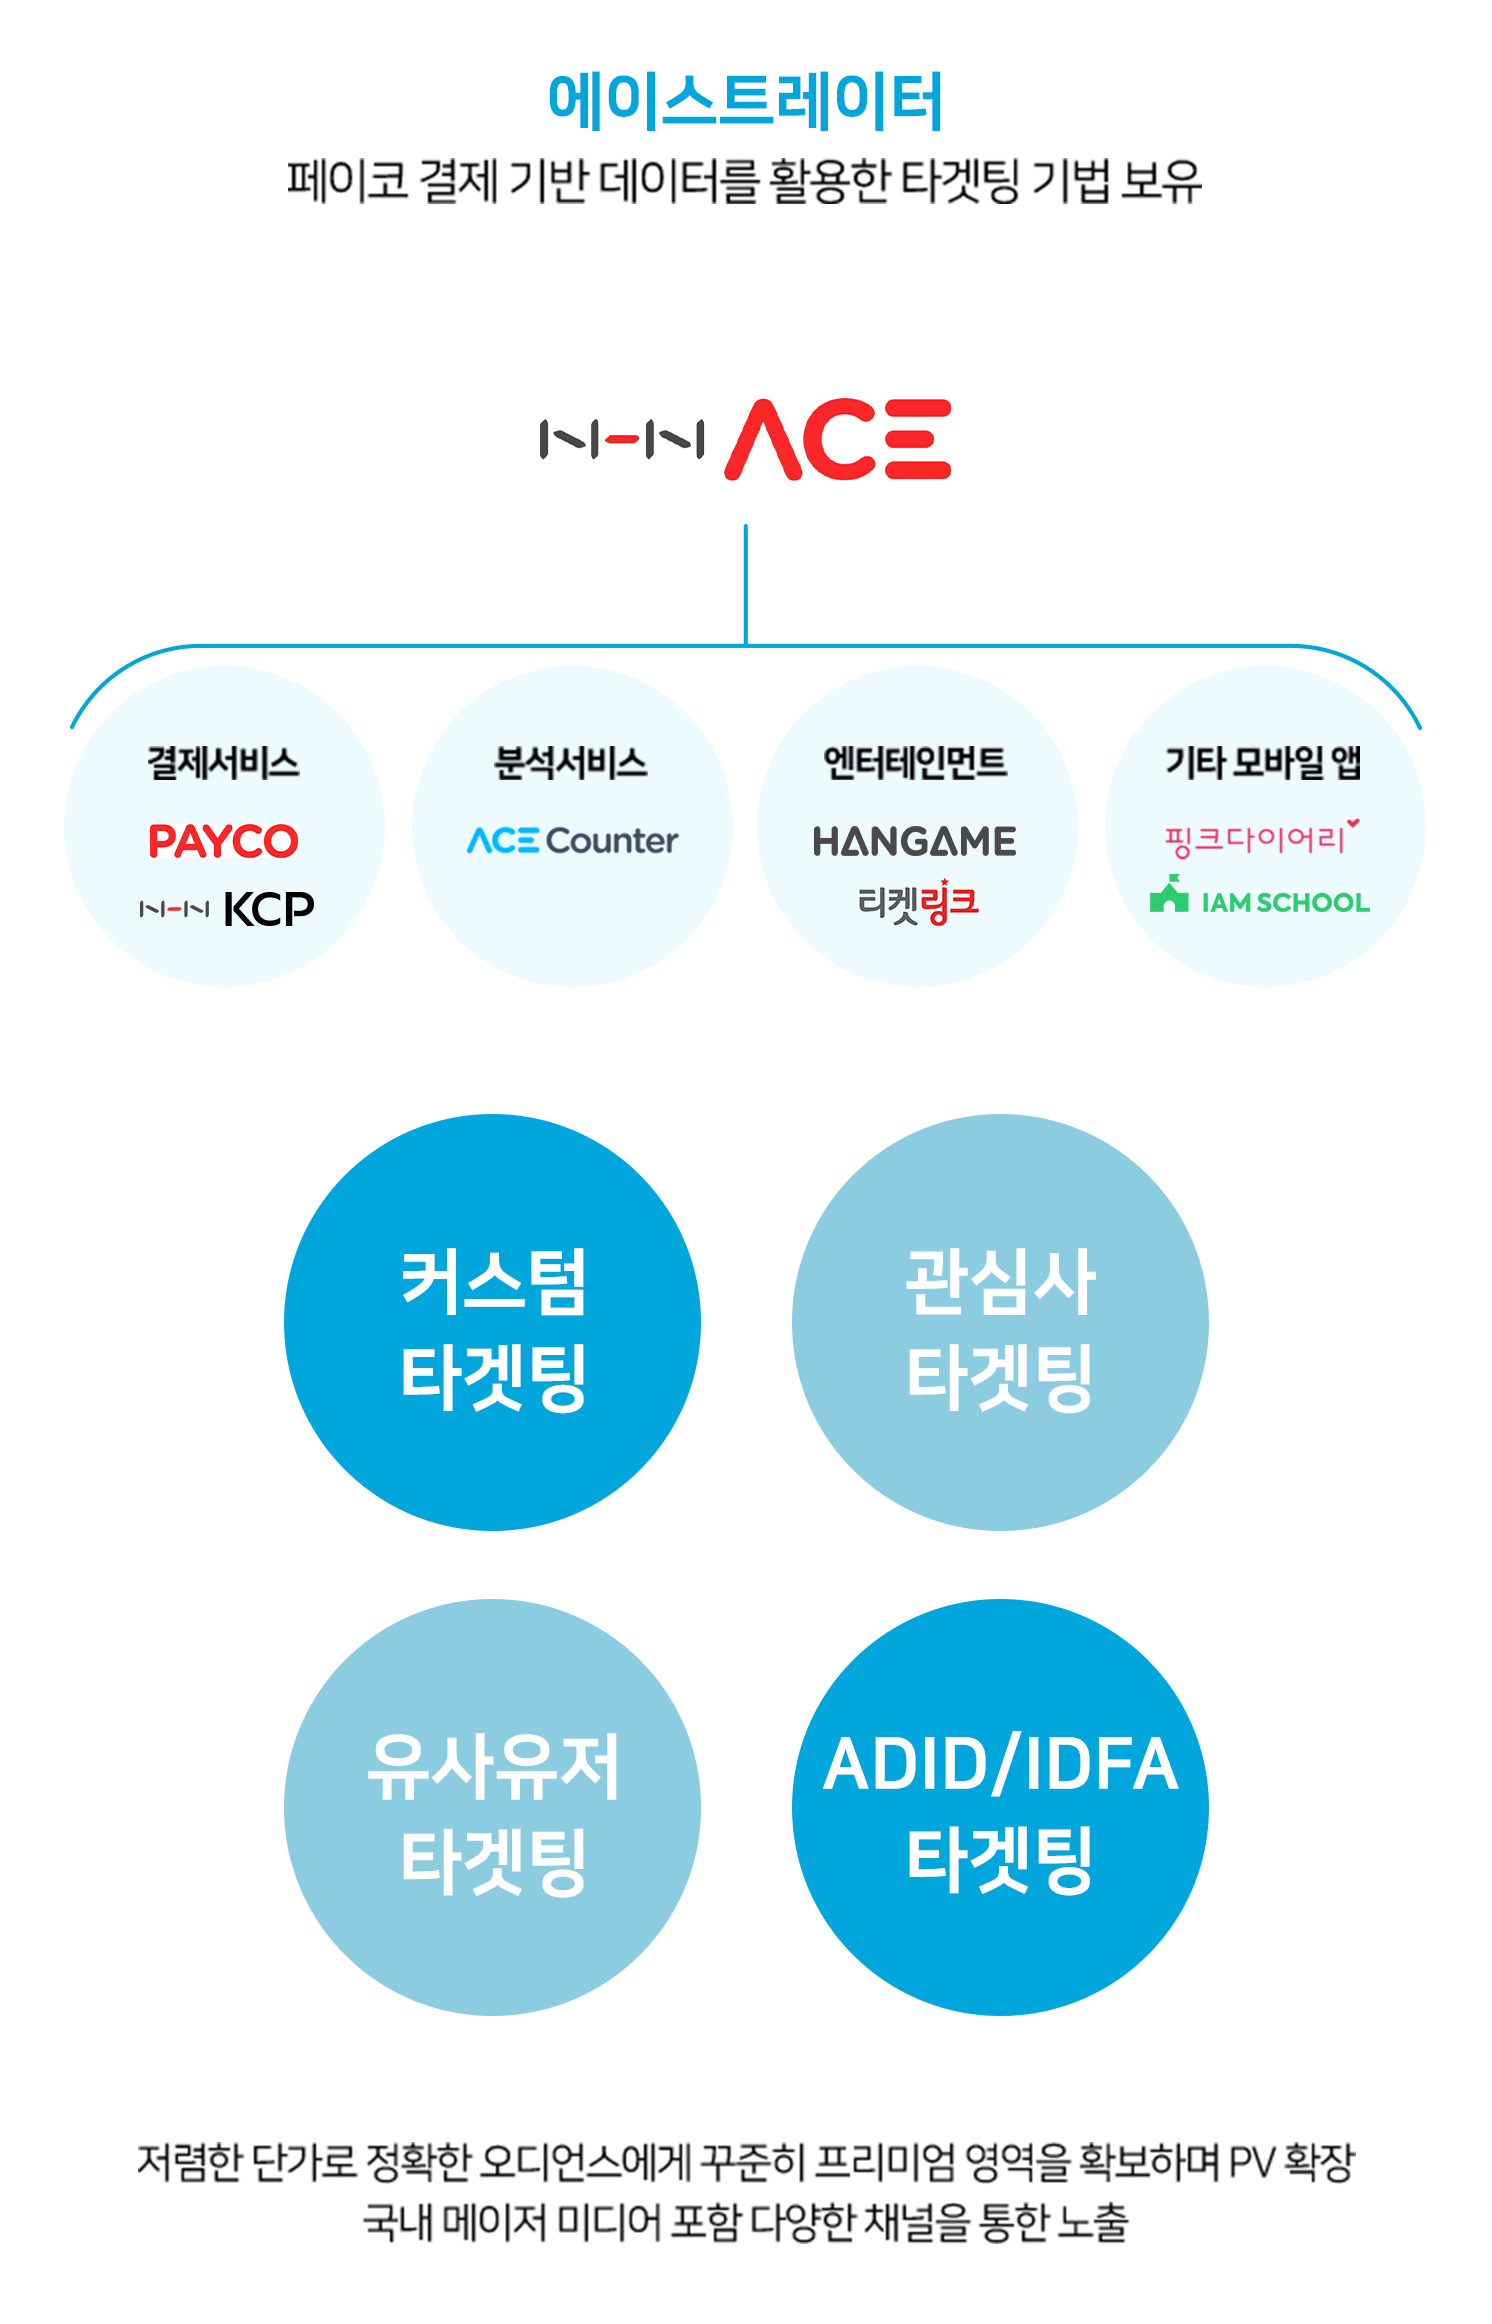 에이스트레이터
페이코 결제 기반 데이터를 활용한 타겟팅 기법 보유
NHN ACE
결제서비스
PAYCO
NHN KCP
분석서비스
ACE Counter
엔터테인먼트
HANGAME
티켓링크
기타 모바일 앱
핑크다이어리
IAM SCHOOL
커스텀
타겟팅
관심사
타겟팅
유사유저
타겟팅
ADID/IDFA
타겟팅
저렴한 단가로 정확한 오디언스에게 꾸준히 프리미엄 영역을 확보하며 PV 확장
국내 메이저 미디어 포함 다양한 채널을 통한 노출